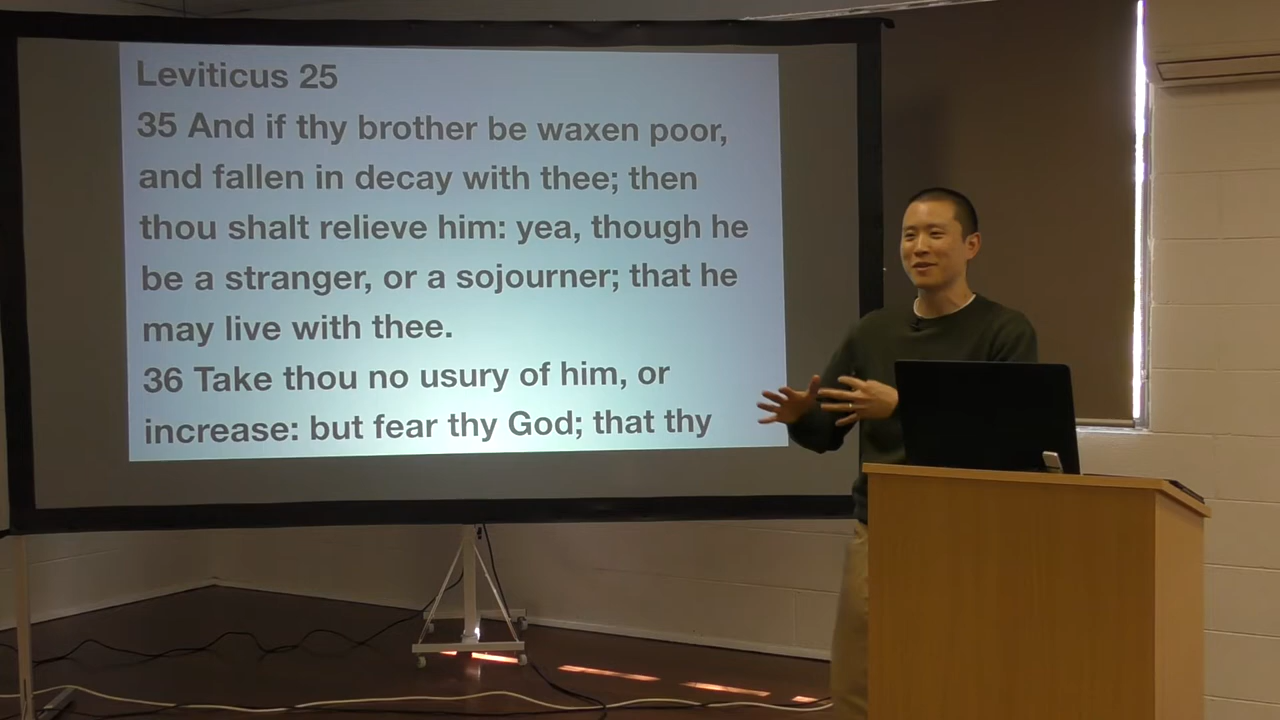 Leviticus 25
35 And if thy brother be waxen poor,
and fallen in decay with thee; then
thou shalt relieve him: yea, though he
be a stranger, or a sojourner; that he
may live with thee.
36 Take thou no usury of him, or
increase: but fear thy God; that thy